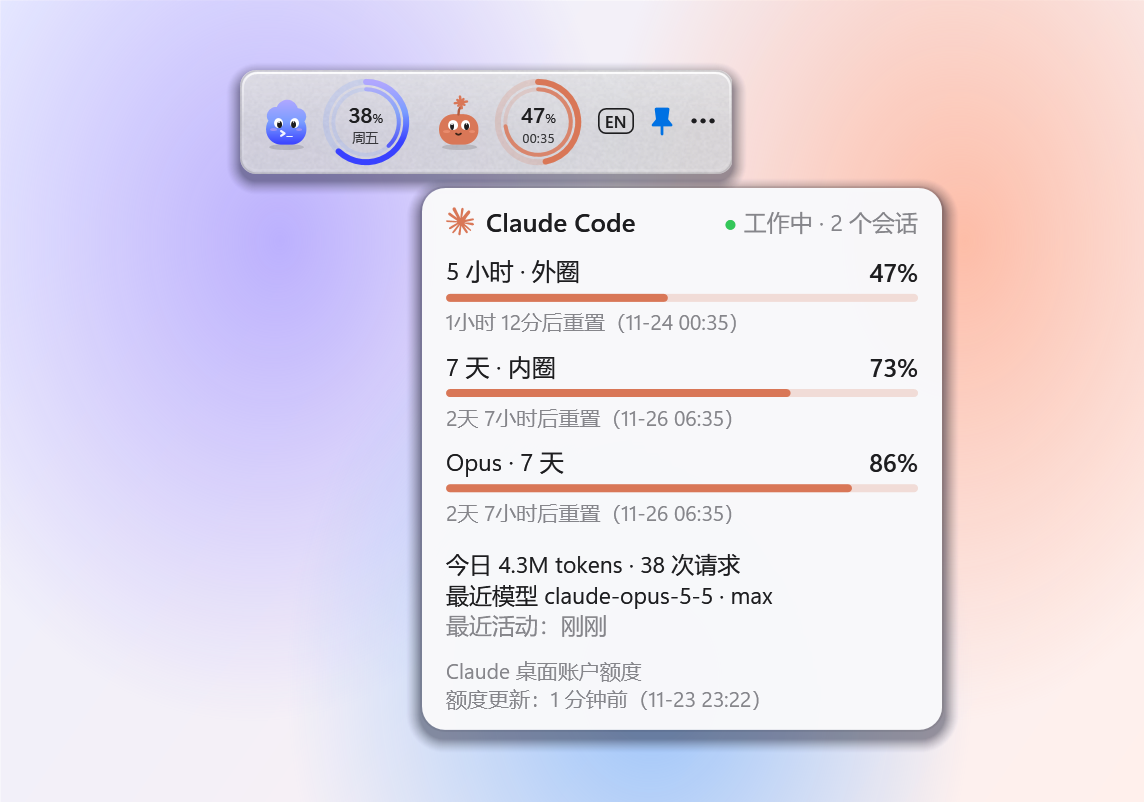 38%
周五
47%
00:35
EN
Claude Code
工作中 · 2 个会话
5 小时 · 外圈 47%
1小时 12分后重置（11-24 00:35）
7 天 · 内圈 73%
2天 7小时后重置（11-26 06:35）
Opus · 7 天 86%
2天 7小时后重置（11-26 06:35）
今日 4.3M tokens · 38 次请求
最近模型 claude-opus-5-5 · max
最近活动：刚刚
Claude 桌面账户额度
额度更新：1 分钟前（11-23 23:22）